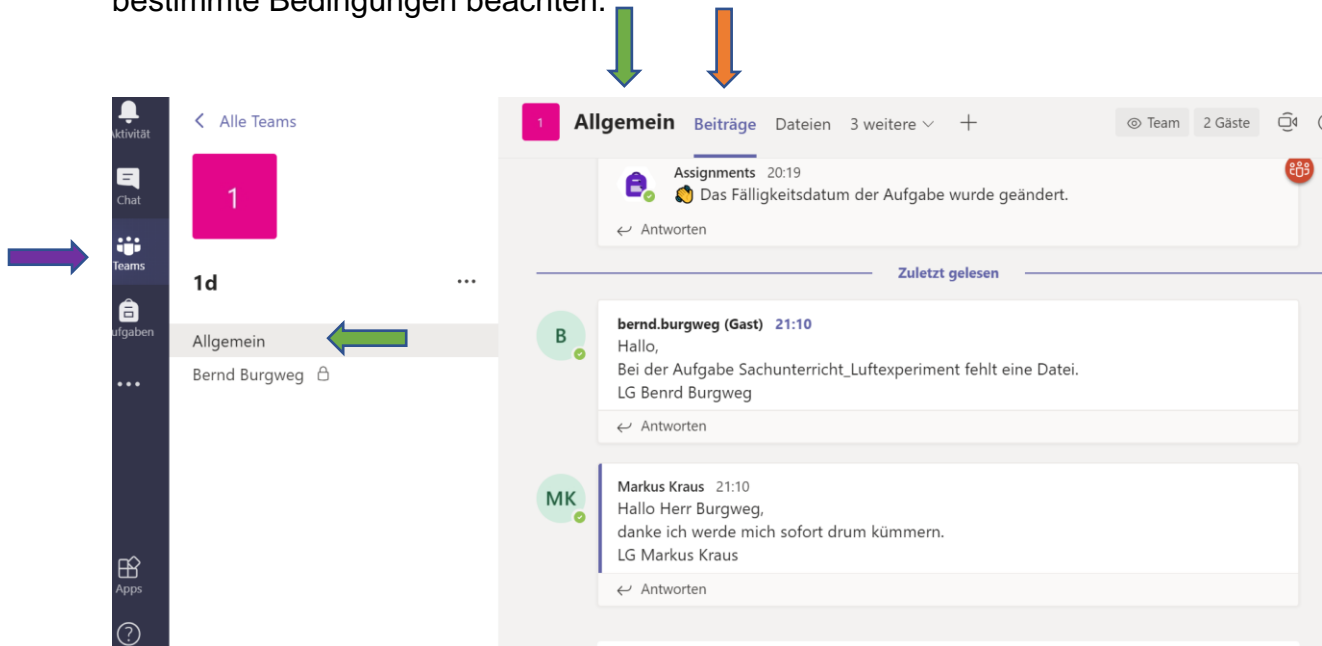 bestimmte Bedingungen beachten.
Aktivität
Chat
Teams
ufgaben
Apps
Alle Teams
1
1d
Allgemein
Bernd Burgweg
1 Allgemein Beiträge Dateien 3 weitere Team 2 Gäste
Assignments 20:19
Das Fälligkeitsdatum der Aufgabe wurde geändert.
Antworten
Zuletzt gelesen
B
bernd.burgweg (Gast) 21:10
Hallo,
Bei der Aufgabe Sachunterricht_Luftexperiment fehlt eine Datei.
LG Benrd Burgweg
Antworten
MK
Markus Kraus 21:10
Hallo Herr Burgweg,
danke ich werde mich sofort drum kümmern.
LG Markus Kraus
Antworten